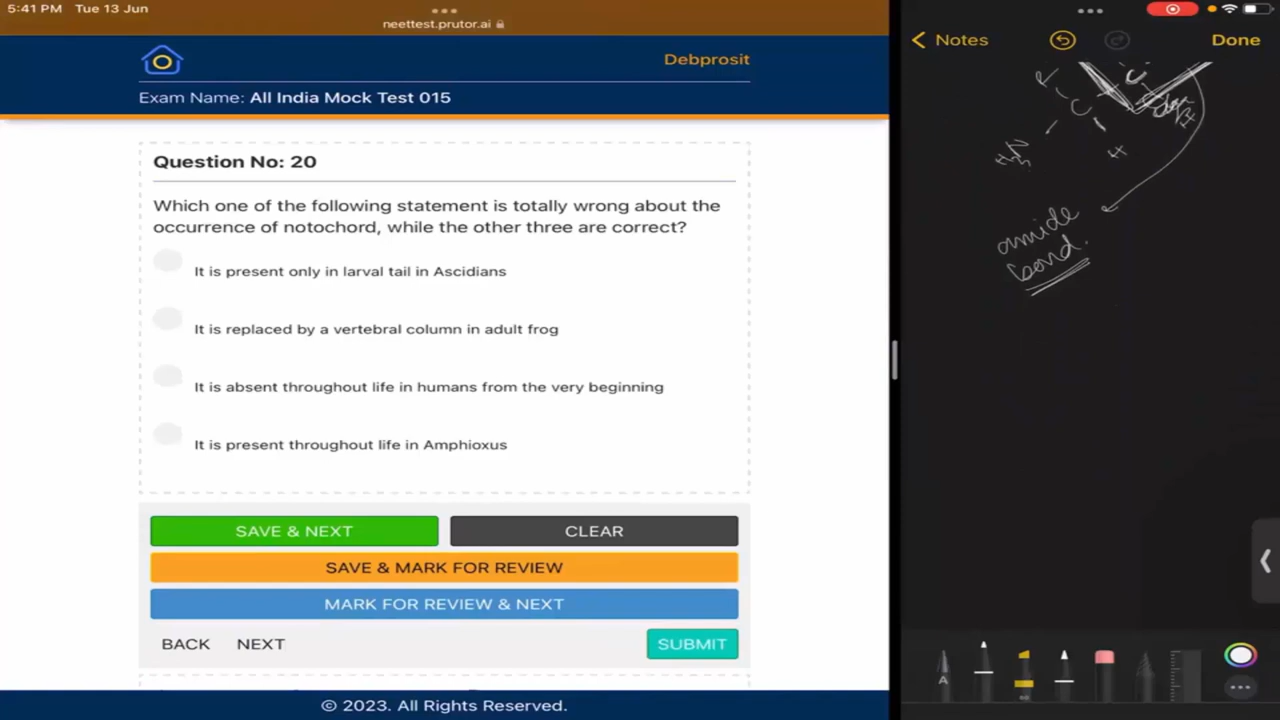 5:41 PM Tue 13 Jun
neettest.prutor.ai
Debprosit
Exam Name: All India Mock Test 015
Question No: 20
Which one of the following statement is totally wrong about the
occurrence of notochord, while the other three are correct?
It is present only in larval tail in Ascidians
It is replaced by a vertebral column in adult frog
It is absent throughout life in humans from the very beginning
It is present throughout life in Amphioxus
SAVE & NEXT
CLEAR
SAVE & MARK FOR REVIEW
MARK FOR REVIEW & NEXT
BACK
NEXT
SUBMIT
© 2023. All Rights Reserved.
Notes
Done
R
C
C
H₃N
H
amide
bond.
A